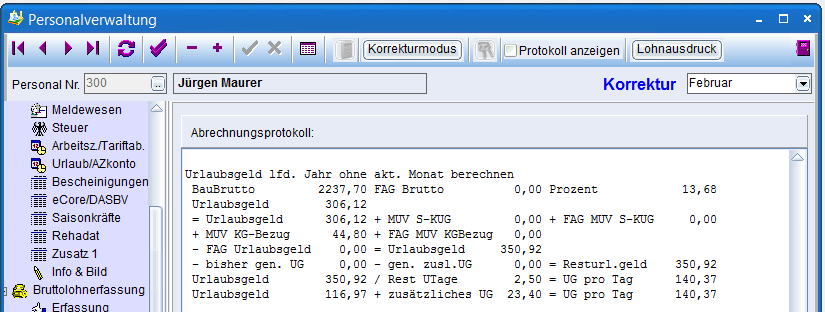 Personalverwaltung
Korrekturmodus Protokoll anzeigen Lohnausdruck
Personal Nr. 300 ... Jürgen Maurer Korrektur Februar
Meldewesen
Steuer
Arbeitsz./Tariftab.
Urlaub/AZkonto
Bescheinigungen
eCore/DASBV
Saisonkräfte
Rehadat
Zusatz 1
Info & Bild
Bruttolohnerfassung
Erfassung
Abrechnungsprotokoll:
Urlaubsgeld lfd. Jahr ohne akt. Monat berechnen
BauBrutto 2237,70 FAG Brutto 0,00 Prozent 13,68
Urlaubsgeld 306,12
= Urlaubsgeld 306,12 + MUV S-KUG 0,00 + FAG MUV S-KUG 0,00
+ MUV KG-Bezug 44,80 + FAG MUV KGBezug 0,00
- FAG Urlaubsgeld 0,00 = Urlaubsgeld 350,92
- bisher gen. UG 0,00 - gen. zusl.UG 0,00 = Resturl.geld 350,92
Urlaubsgeld 350,92 / Rest UTage 2,50 = UG pro Tag 140,37
Urlaubsgeld 116,97 + zusätzliches UG 23,40 = UG pro Tag 140,37